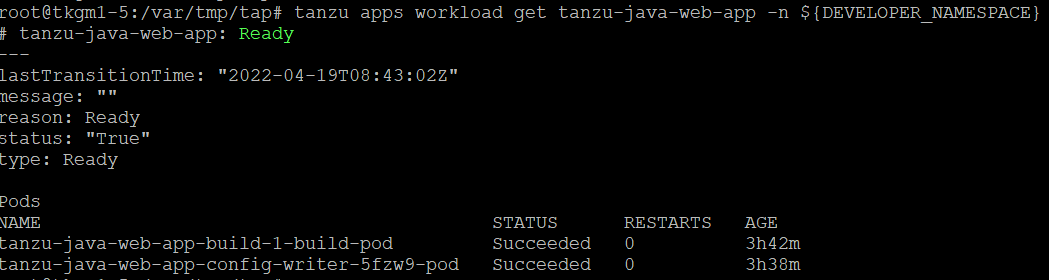 root@tkgm1-5:/var/tmp/tap# tanzu apps workload get tanzu-java-web-app -n ${DEVELOPER_NAMESPACE}
# tanzu-java-web-app: Ready
---
lastTransitionTime: "2022-04-19T08:43:02Z"
message: ""
reason: Ready
status: "True"
type: Ready
Pods
NAME STATUS RESTARTS AGE
tanzu-java-web-app-build-1-build-pod Succeeded 0 3h42m
tanzu-java-web-app-config-writer-5fzw9-pod Succeeded 0 3h38m